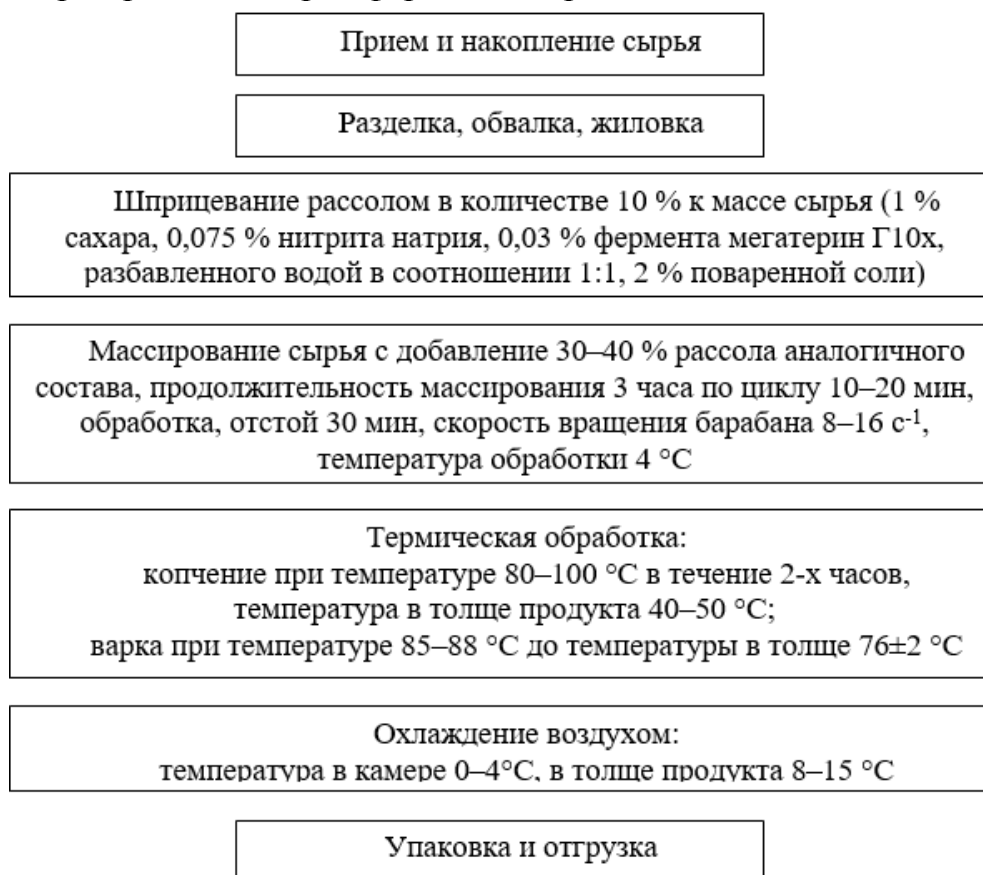 Прием и накопление сырья
Разделка, обвалка, жиловка
Шприцевание рассолом в количестве 10 % к массе сырья (1 %
сахара, 0,075 % нитрита натрия, 0,03 % фермента мегатерин Г10х,
разбавленного водой в соотношении 1:1, 2 % поваренной соли)
Массирование сырья с добавление 30–40 % рассола аналогичного
состава, продолжительность массирования 3 часа по циклу 10–20 мин,
обработка, отстой 30 мин, скорость вращения барабана 8–16 с-1,
температура обработки 4 °С
Термическая обработка:
копчение при температуре 80–100 °С в течение 2-х часов,
температура в толще продукта 40–50 °С;
варка при температуре 85–88 °С до температуры в толще 76±2 °С
Охлаждение воздухом:
температура в камере 0–4°С, в толще продукта 8–15 °С
Упаковка и отгрузка